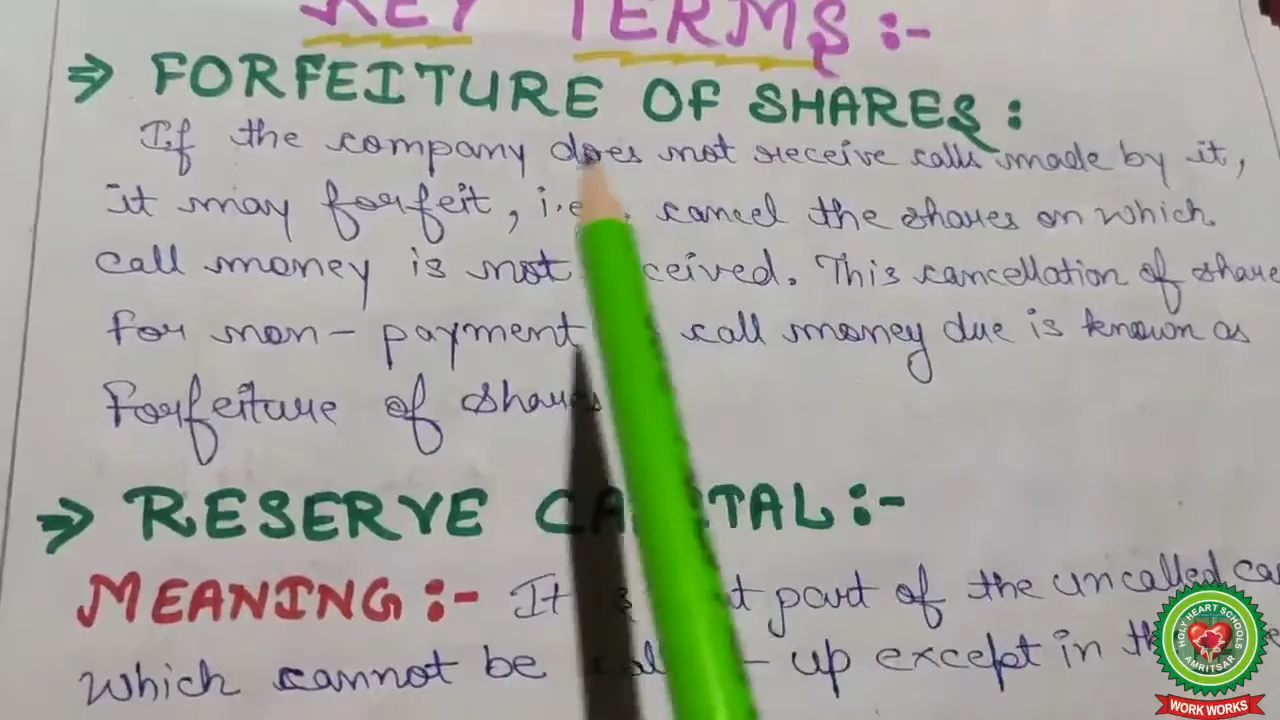 KEY TERMS :-
⇒ FORFEITURE OF SHARES :
If the company does not receive calls made by it,
it may forfeit, i.e. cancel the shares on which
call money is not ceived. This cancellation of share
for non-payment call money due is known as
Forfeiture of shares
⇒ RESERVE CAPITAL :-
MEANING :- It part of the uncalled ca
which cannot be - up except in th
HOLY HEART SCHOOLS
AMRITSAR
WORK WORKS